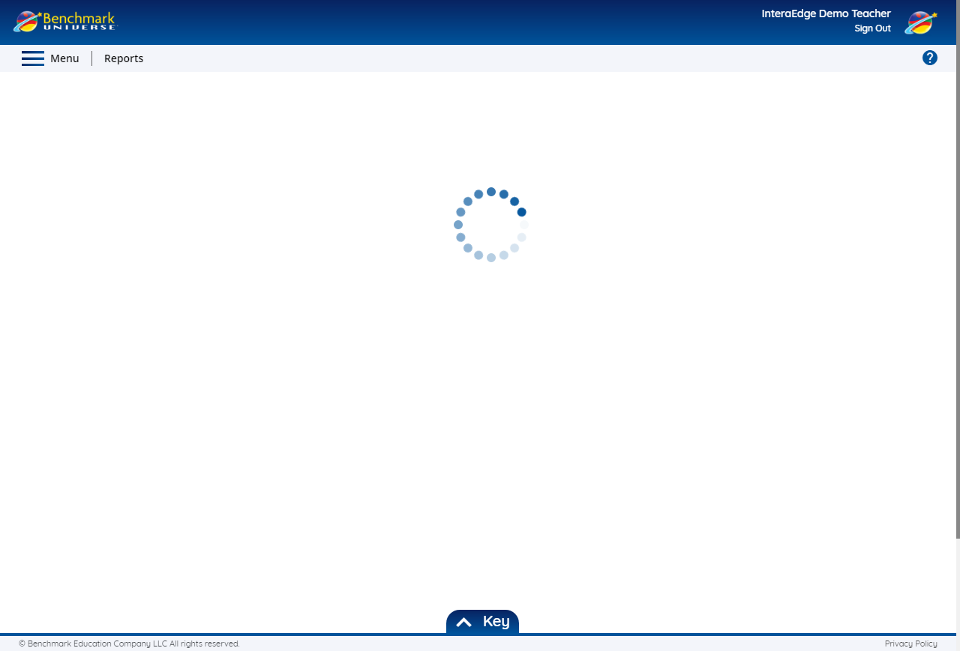 Benchmark
UNIVERSE
InteraEdge Demo Teacher
Sign Out
Menu
Reports
?
Key
© Benchmark Education Company LLC All rights reserved.
Privacy Policy